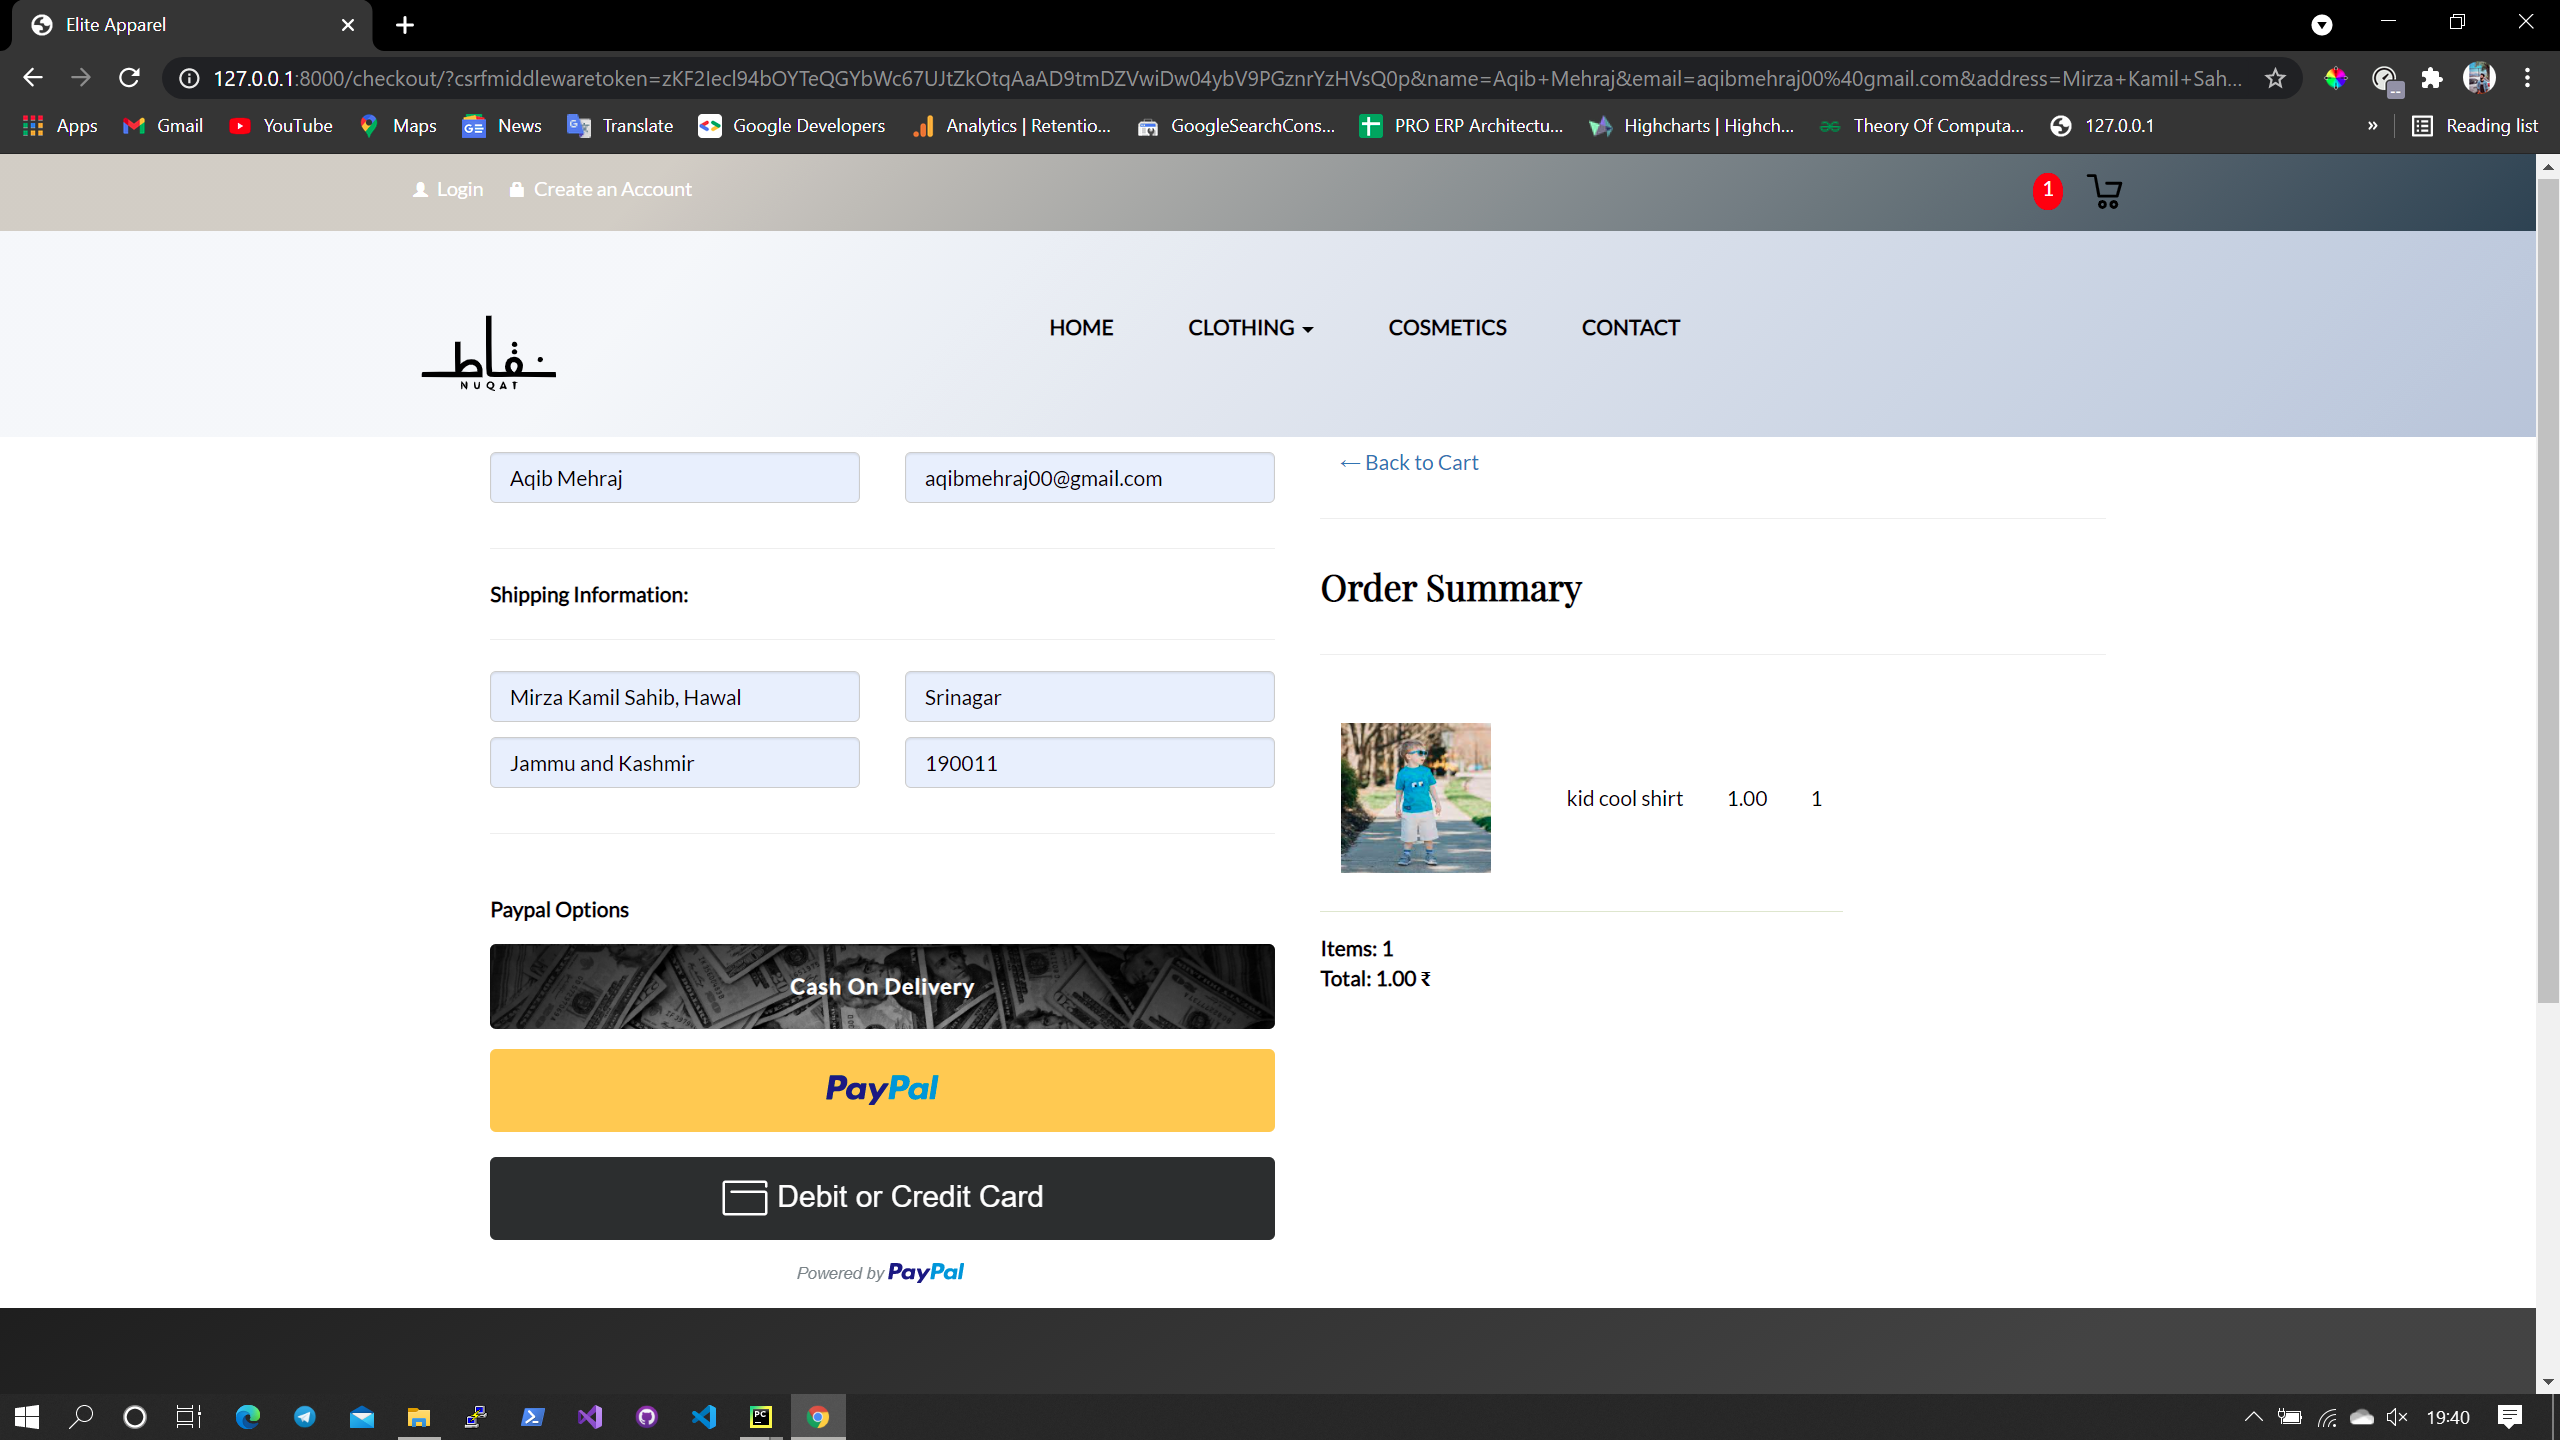 Elite Apparel
127.0.0.1:8000/checkout/?csrfmiddlewaretoken=zKF2Iecl94bOYTeQGYbWc67UJtZkOtqAaAD9tmDZVwiDw04ybV9PGznrYzHVsQ0p&name=Aqib+Mehraj&email=aqibmehraj00%40gmail.com&address=Mirza+Kamil+Sah...
Apps Gmail YouTube Maps News Translate Google Developers Analytics | Retentio... GoogleSearchCons... PRO ERP Architectu... Highcharts | Highch... Theory Of Computa... 127.0.0.1 » Reading list
Login Create an Account 1
HOME CLOTHING COSMETICS CONTACT
نقاط
NUQAT
Aqib Mehraj aqibmehraj00@gmail.com
← Back to Cart
Shipping Information:
Order Summary
Mirza Kamil Sahib, Hawal Srinagar
Jammu and Kashmir 190011
kid cool shirt 1.00 1
Paypal Options
Items: 1
Total: 1.00 ₹
Cash On Delivery
PayPal
Debit or Credit Card
Powered by PayPal
19:40